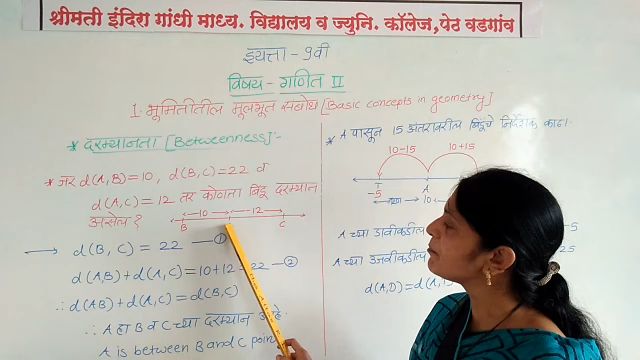 श्रीमती इंदिरा गांधी माध्य. विद्यालय व ज्युनि. कॉलेज, पेठ वडगांव
इयत्ता - 9वी
विषय - गणित II
1. भूमितीतील मूलभूत संबोध [Basic concepts in geometry]
* दरम्यानता [Betweenness] :-
* जर d(A,B)=10, d(B,C)=22 व
d(A,C) = 12 तर कोणता बिंदू दरम्यान
असेल ?
10 12
B C
d(B, C) = 22 — ①
d(A,B) + d(A,C) = 10+12 = 22 — ②
∴ d(AB) + d(A,C) = d(B,C)
∴ A हा B व C च्या दरम्यान आहे.
A is between B and C point
* A पासून 15 अंतरावरील बिंदूचे निर्देशक काढा.
10-15 10+15
T A
-5 10
A च्या डावीकडील -5
A च्या उजवीकडील 25
d(A,D) = d(A,